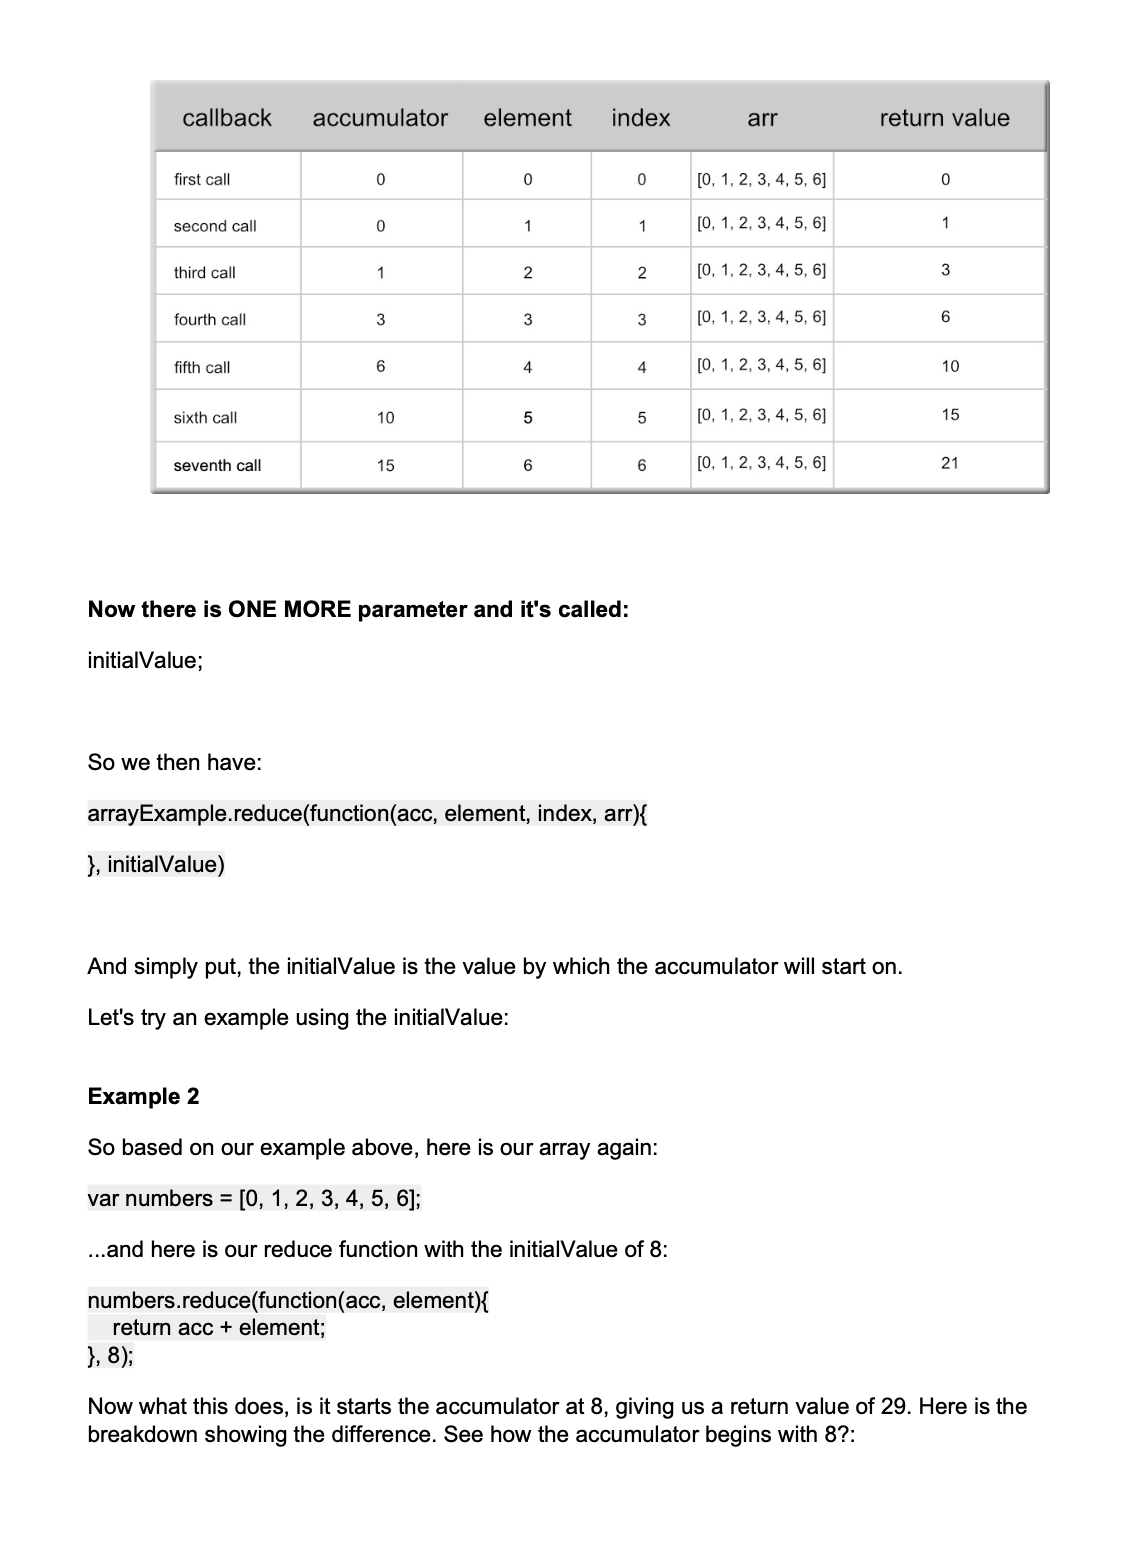 callback accumulator element index arr return value
first call 0 0 0 [0, 1, 2, 3, 4, 5, 6] 0
second call 0 1 1 [0, 1, 2, 3, 4, 5, 6] 1
third call 1 2 2 [0, 1, 2, 3, 4, 5, 6] 3
fourth call 3 3 3 [0, 1, 2, 3, 4, 5, 6] 6
fifth call 6 4 4 [0, 1, 2, 3, 4, 5, 6] 10
sixth call 10 5 5 [0, 1, 2, 3, 4, 5, 6] 15
seventh call 15 6 6 [0, 1, 2, 3, 4, 5, 6] 21
Now there is ONE MORE parameter and it's called:
initialValue;
So we then have:
arrayExample.reduce(function(acc, element, index, arr){
}, initialValue)
And simply put, the initialValue is the value by which the accumulator will start on.
Let's try an example using the initialValue:
Example 2
So based on our example above, here is our array again:
var numbers = [0, 1, 2, 3, 4, 5, 6];
...and here is our reduce function with the initialValue of 8:
numbers.reduce(function(acc, element){
return acc + element;
}, 8);
Now what this does, is it starts the accumulator at 8, giving us a return value of 29. Here is the
breakdown showing the difference. See how the accumulator begins with 8?: